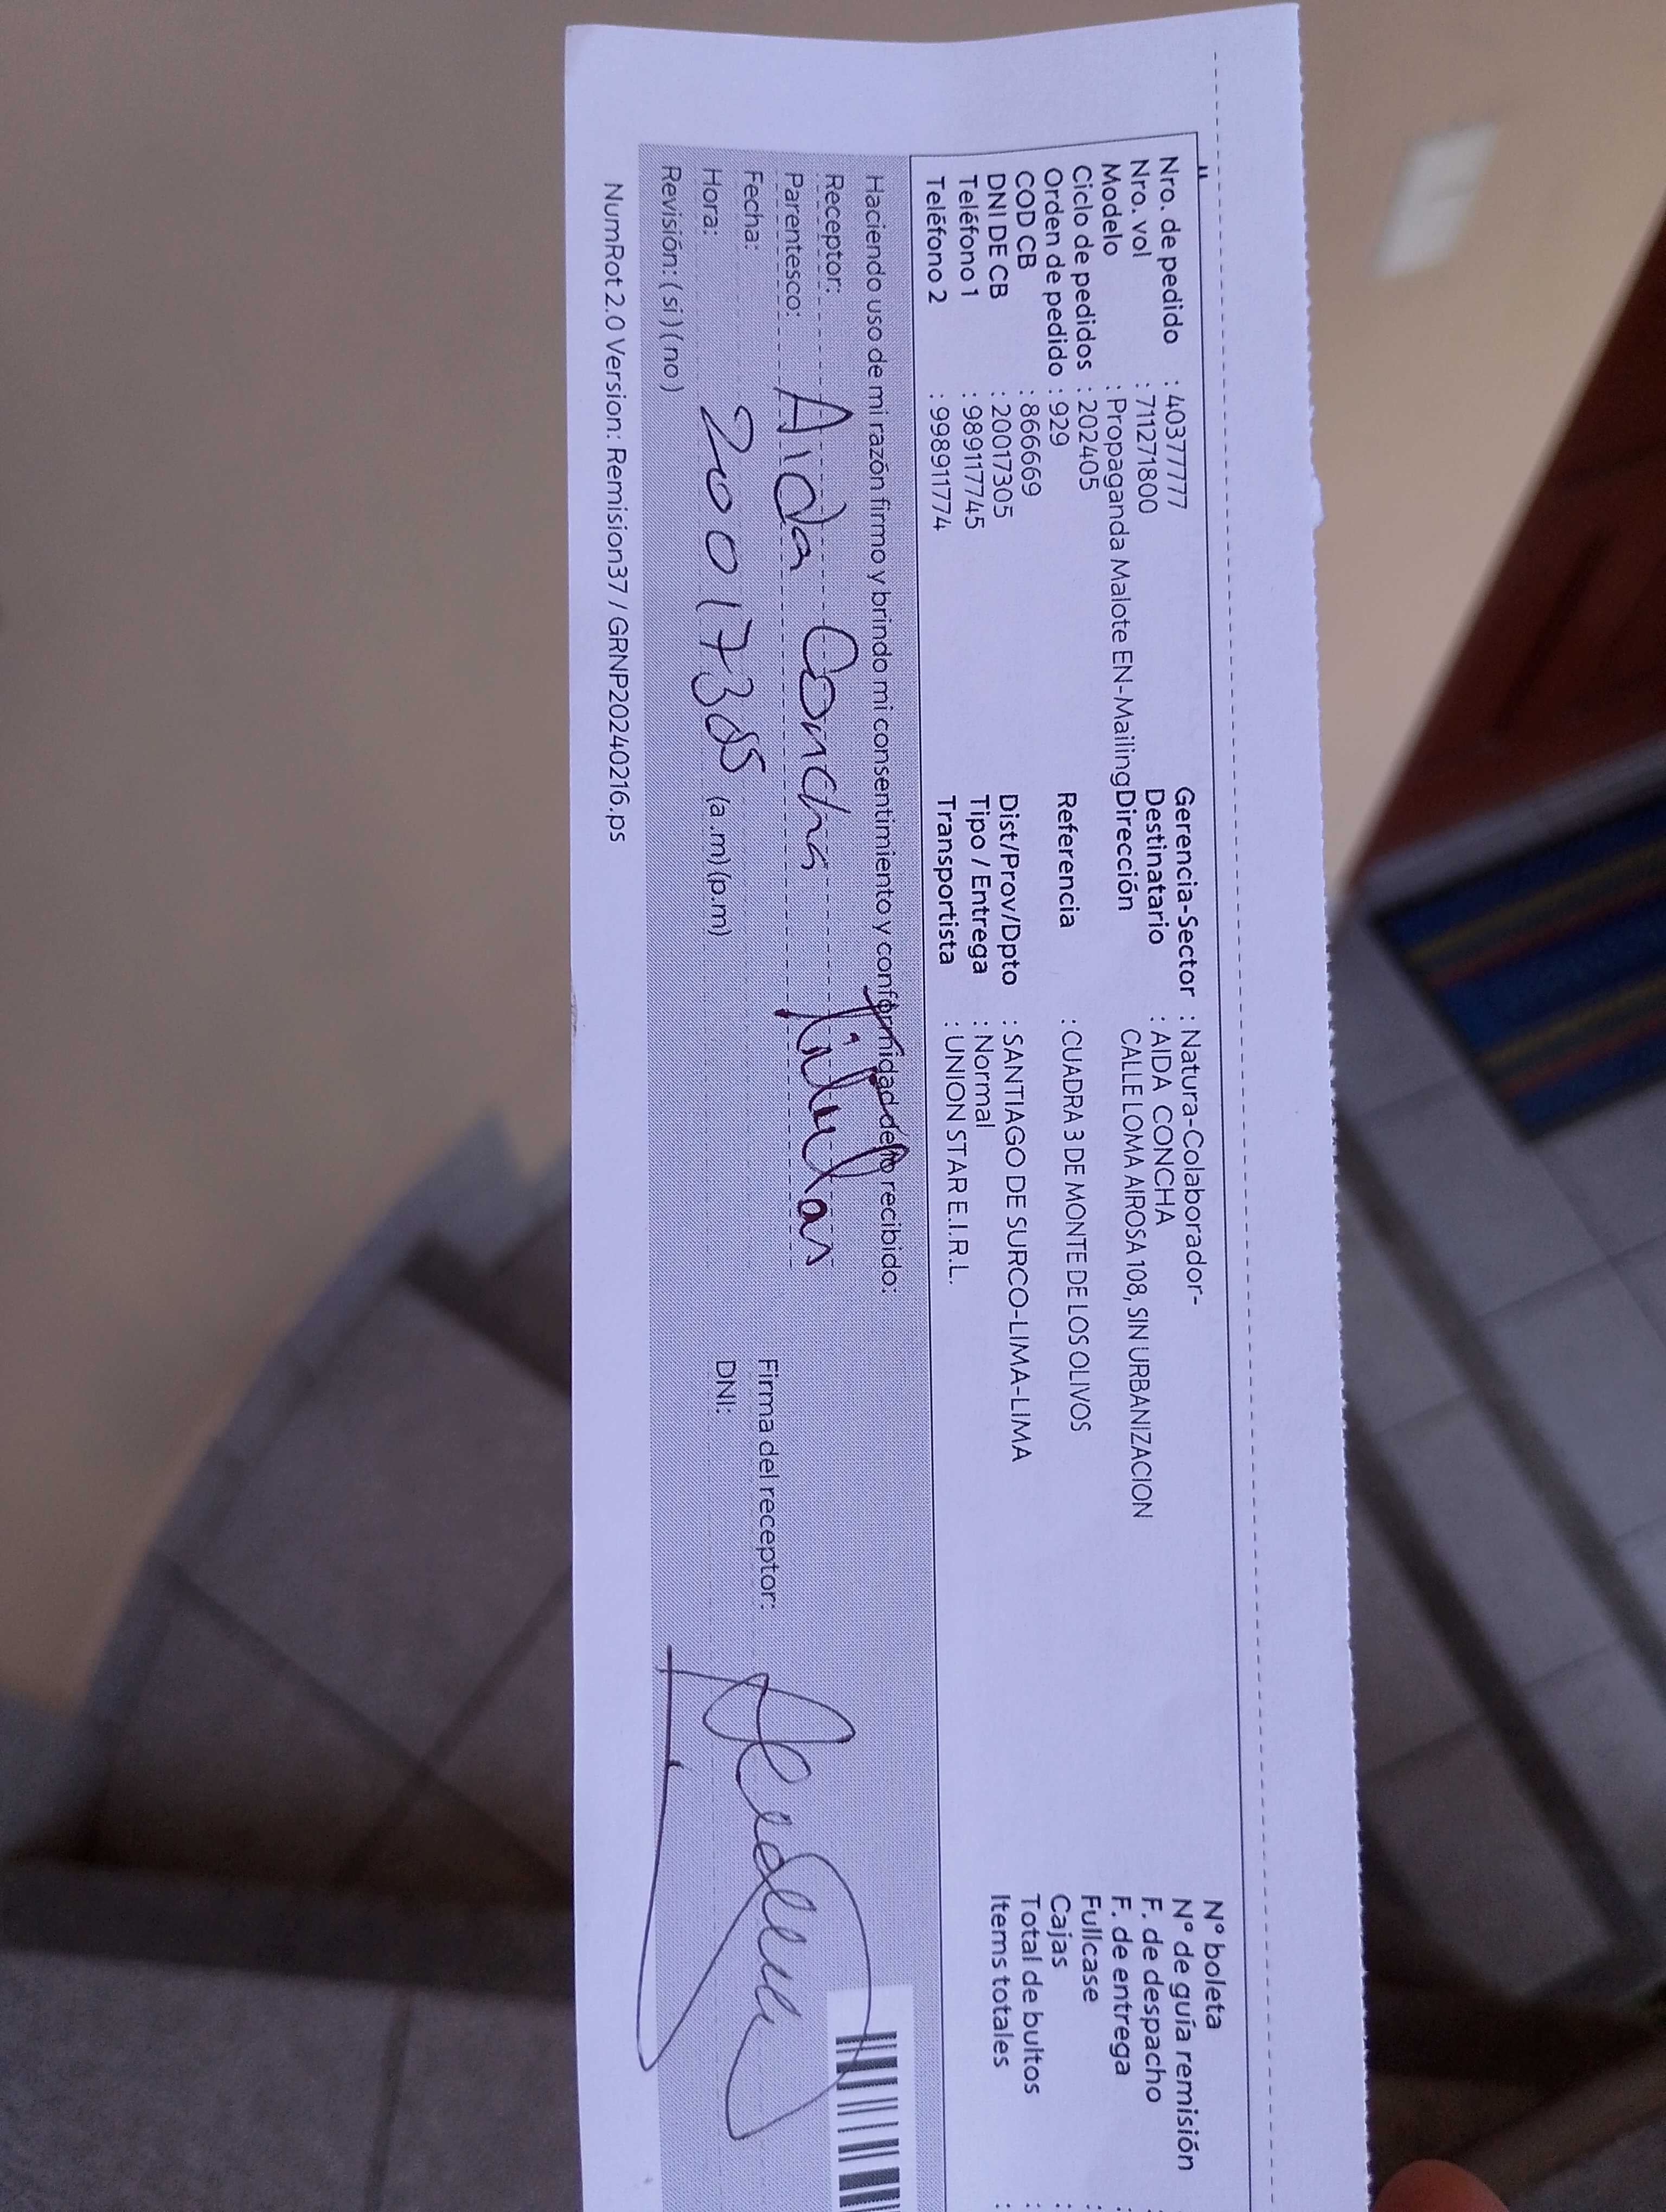 Nro. de pedido : 40377777
Nro. vol : 711271800
Modelo : Propaganda Malote EN-Mailing
Ciclo de pedidos : 202405
Orden de pedido : 929
COD CB : 866669
DNI DE CB : 20017305
Teléfono 1 : 989117745
Teléfono 2 : 998911774
Gerencia-Sector : Natura-Colaborador-
Destinatario : AIDA CONCHA
Dirección CALLE LOMA AIROSA 108, SIN URBANIZACION
Referencia : CUADRA 3 DE MONTE DE LOS OLIVOS
Dist/Prov/Dpto : SANTIAGO DE SURCO-LIMA-LIMA
Tipo / Entrega : Normal
Transportista : UNION STAR E.I.R.L.
N° boleta
N° de guía remisión :
F. de despacho :
F. de entrega :
Fullcase :
Cajas :
Total de bultos :
Items totales :
Haciendo uso de mi razón firmo y brindo mi consentimiento y conformidad de lo recibido:
Receptor: Aida Concha titular
Parentesco:
Fecha: 20017305
Hora: (a.m) (p.m)
Revisión: ( si ) ( no )
Firma del receptor:
DNI:
NumRot 2.0 Version: Remision37 / GRNP20240216.ps